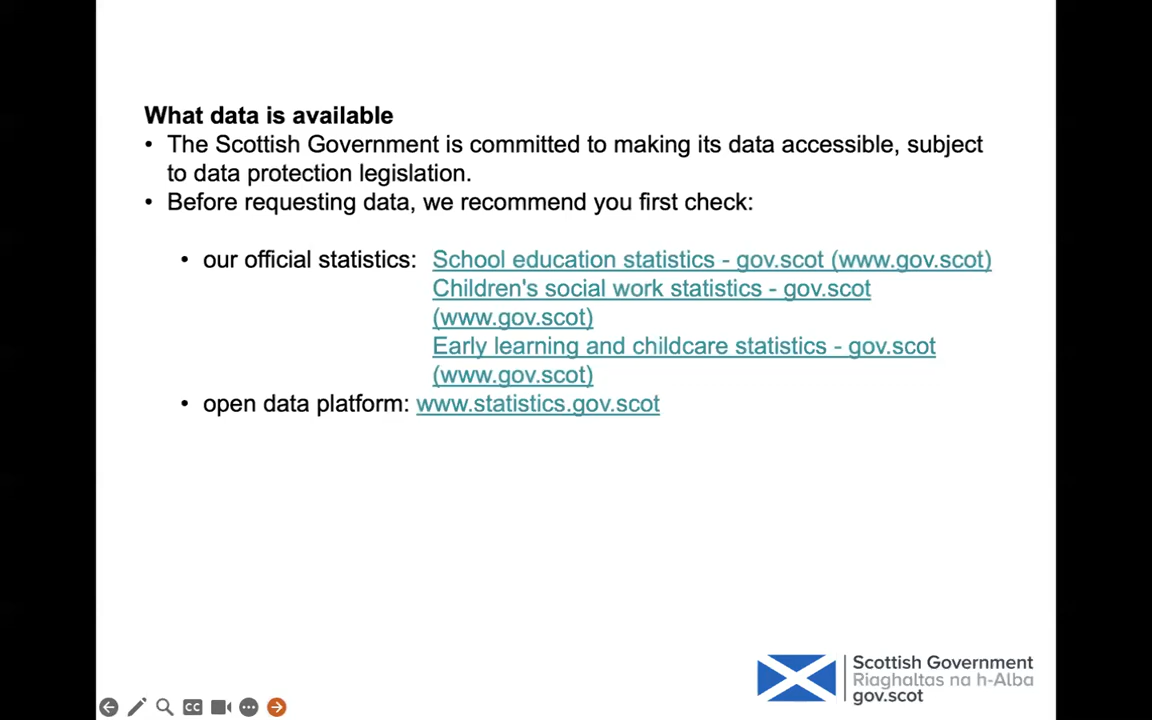 What data is available
• The Scottish Government is committed to making its data accessible, subject
to data protection legislation.
• Before requesting data, we recommend you first check:
• our official statistics: School education statistics - gov.scot (www.gov.scot)
Children's social work statistics - gov.scot
(www.gov.scot)
Early learning and childcare statistics - gov.scot
(www.gov.scot)
• open data platform: www.statistics.gov.scot
Scottish Government
Riaghaltas na h-Alba
gov.scot
CC